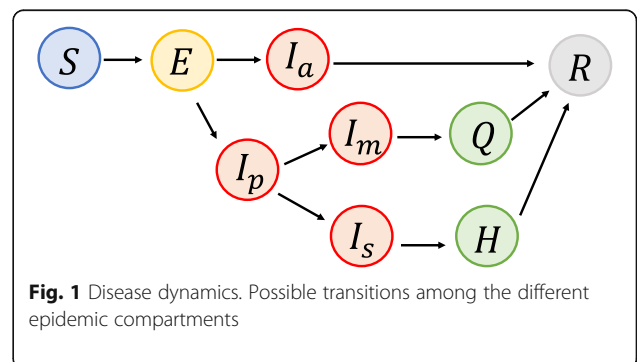 S E I_a R
I_m Q
I_p
I_s H
Fig. 1 Disease dynamics. Possible transitions among the different
epidemic compartments